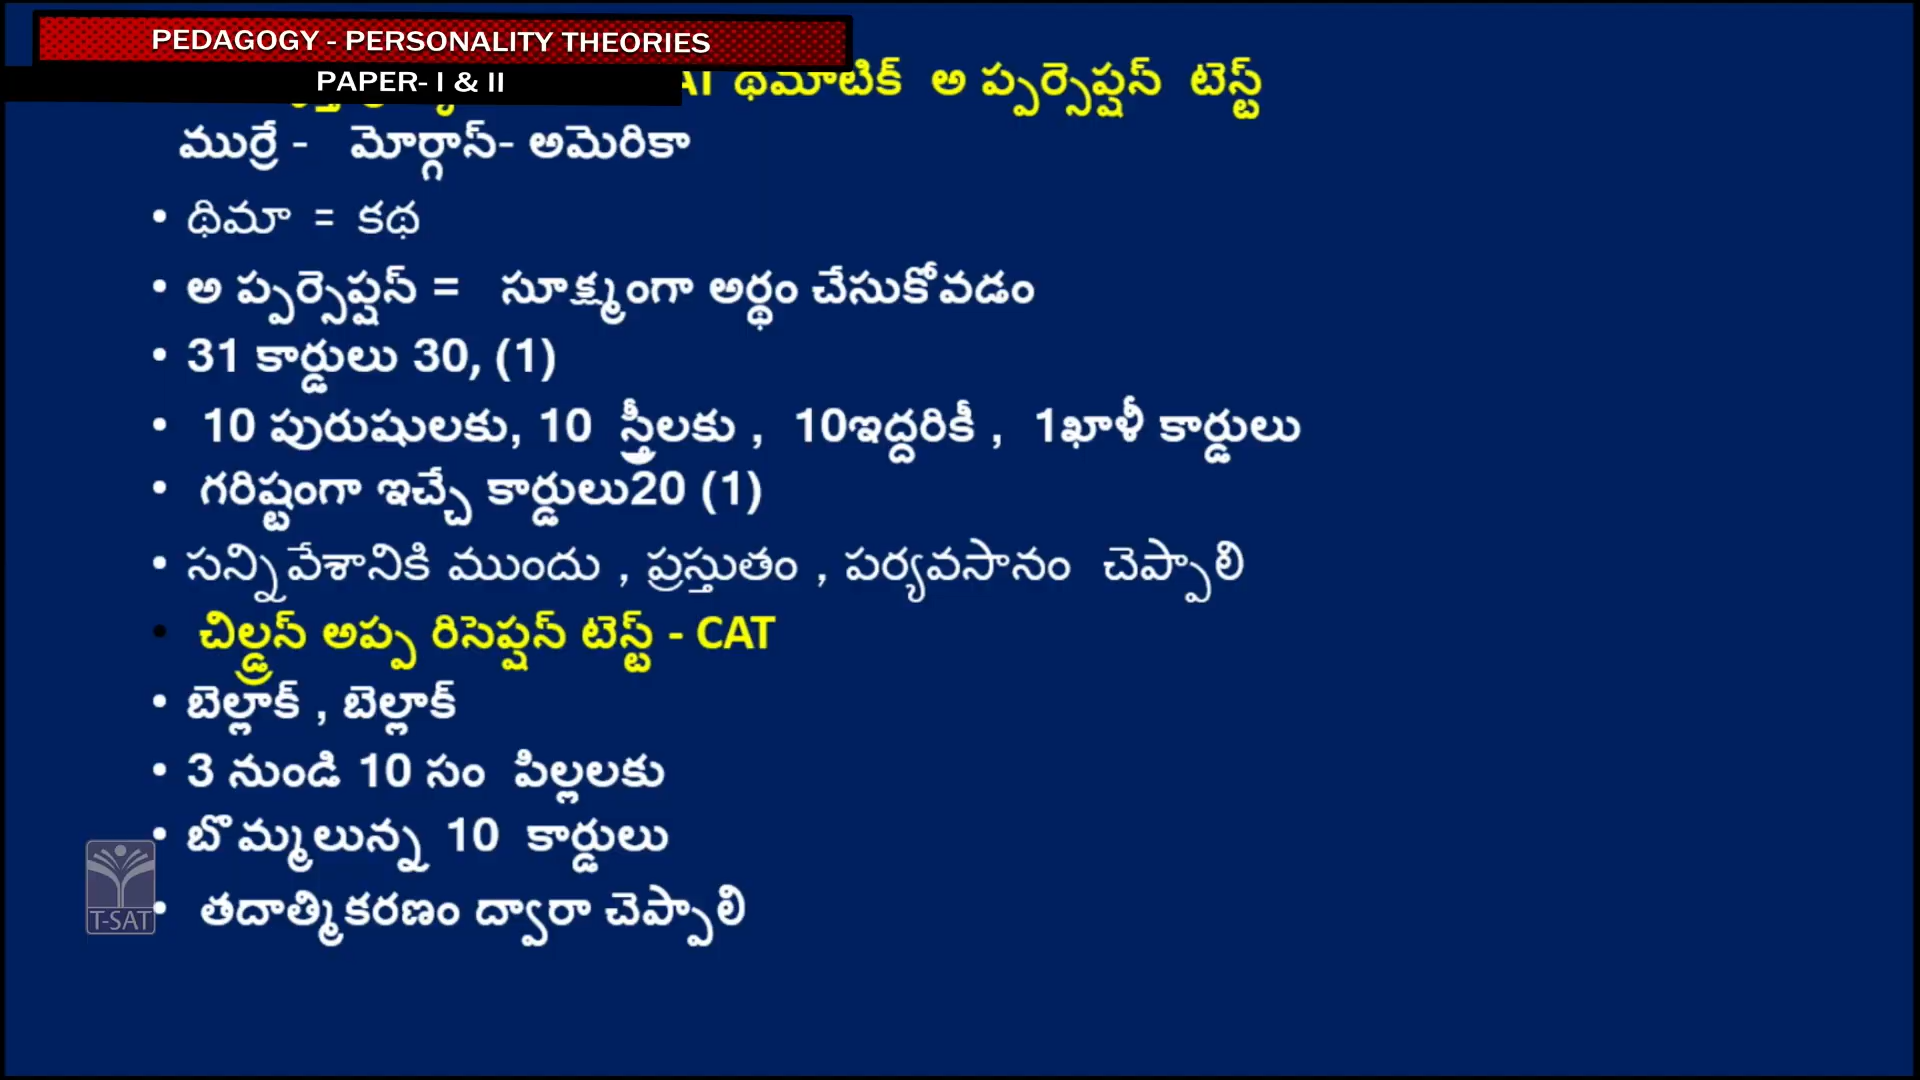 PEDAGOGY - PERSONALITY THEORIES
PAPER- I & II
థీమాటిక్ అ ప్పర్సెప్షన్ టెస్ట్
ముర్రే - మోర్గాన్- అమెరికా
• థీమా = కథ
• అ ప్పర్సెప్షన్ = సూక్ష్మంగా అర్థం చేసుకోవడం
• 31 కార్డులు 30, (1)
• 10 పురుషులకు, 10 స్త్రీలకు , 10ఇద్దరికీ , 1ఖాళీ కార్డులు
• గరిష్టంగా ఇచ్చే కార్డులు20 (1)
• సన్ని వేశానికి ముందు , ప్రస్తుతం , పర్యవసానం చెప్పాలి
• చిల్డ్రన్ అప్ప రిసెప్షన్ టెస్ట్ - CAT
• బెల్లాక్ , బెల్లాక్
• 3 నుండి 10 సం పిల్లలకు
• బొమ్మలున్న 10 కార్డులు
• తదాత్మికరణం ద్వారా చెప్పాలి
T-SAT